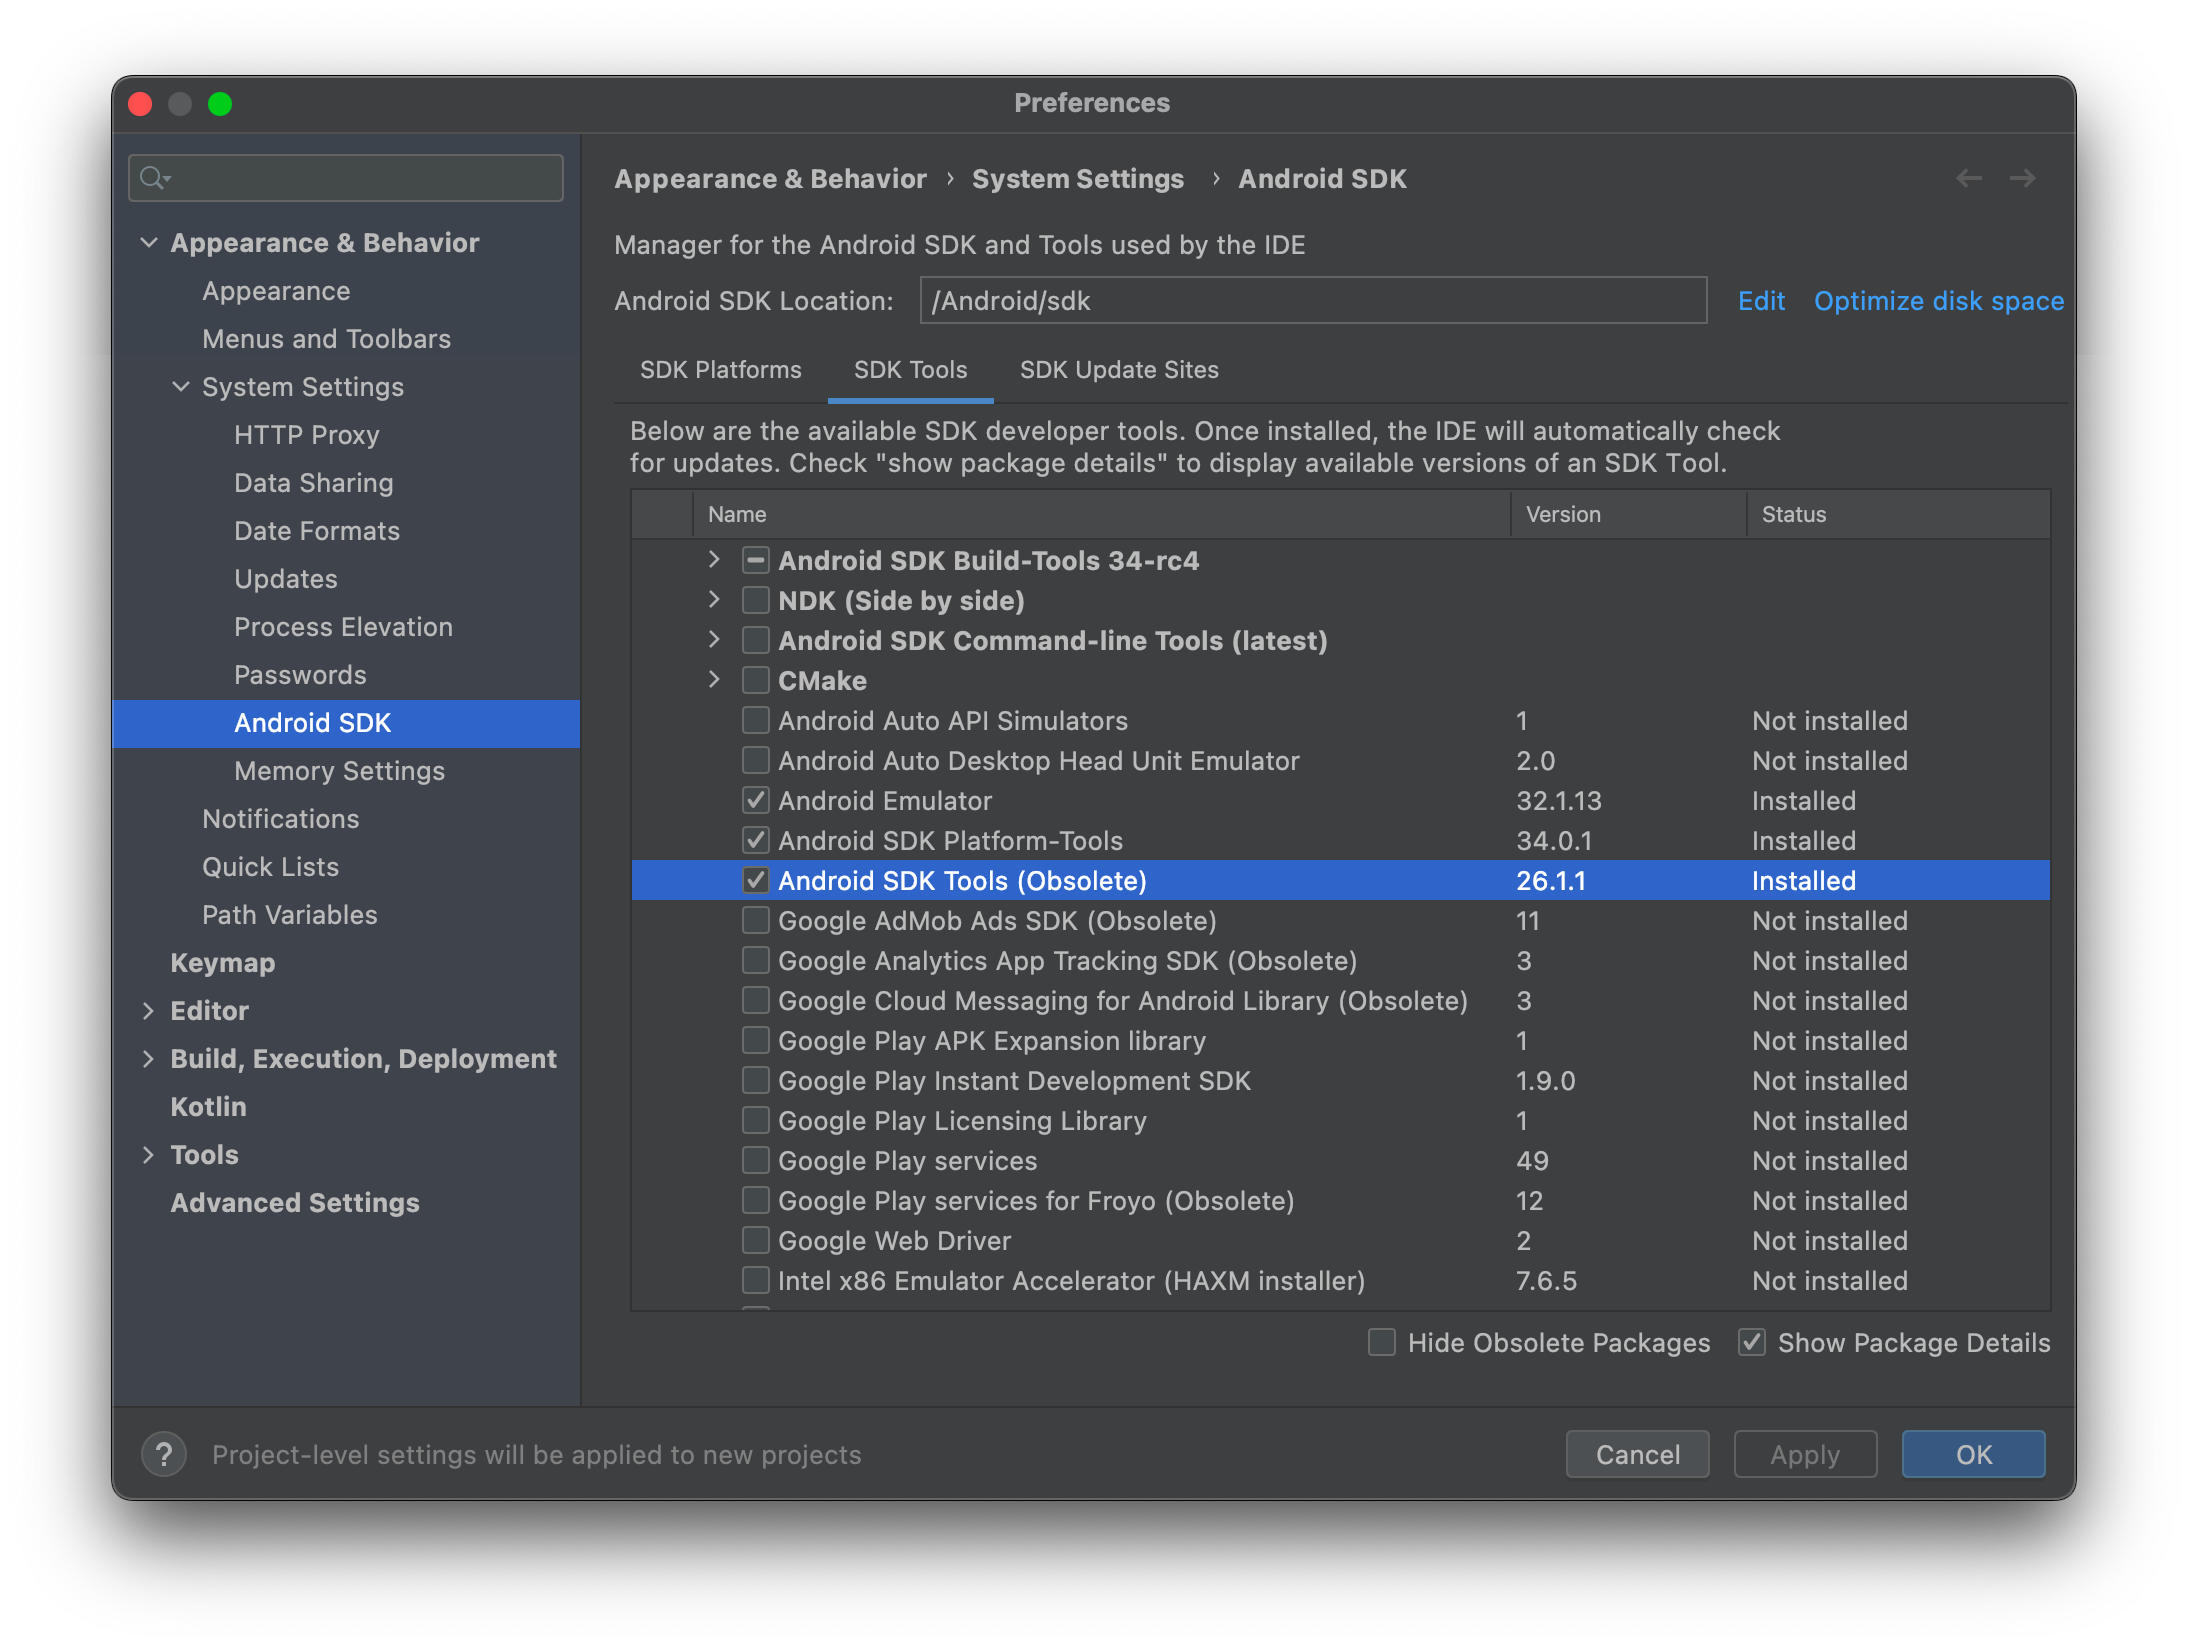 Preferences
Appearance & Behavior
Appearance
Menus and Toolbars
System Settings
HTTP Proxy
Data Sharing
Date Formats
Updates
Process Elevation
Passwords
Android SDK
Memory Settings
Notifications
Quick Lists
Path Variables
Keymap
Editor
Build, Execution, Deployment
Kotlin
Tools
Advanced Settings
Appearance & Behavior › System Settings › Android SDK
Manager for the Android SDK and Tools used by the IDE
Android SDK Location: /Android/sdk Edit Optimize disk space
SDK Platforms SDK Tools SDK Update Sites
Below are the available SDK developer tools. Once installed, the IDE will automatically check
for updates. Check "show package details" to display available versions of an SDK Tool.
Name Version Status
Android SDK Build-Tools 34-rc4
NDK (Side by side)
Android SDK Command-line Tools (latest)
CMake
Android Auto API Simulators 1 Not installed
Android Auto Desktop Head Unit Emulator 2.0 Not installed
Android Emulator 32.1.13 Installed
Android SDK Platform-Tools 34.0.1 Installed
Android SDK Tools (Obsolete) 26.1.1 Installed
Google AdMob Ads SDK (Obsolete) 11 Not installed
Google Analytics App Tracking SDK (Obsolete) 3 Not installed
Google Cloud Messaging for Android Library (Obsolete) 3 Not installed
Google Play APK Expansion library 1 Not installed
Google Play Instant Development SDK 1.9.0 Not installed
Google Play Licensing Library 1 Not installed
Google Play services 49 Not installed
Google Play services for Froyo (Obsolete) 12 Not installed
Google Web Driver 2 Not installed
Intel x86 Emulator Accelerator (HAXM installer) 7.6.5 Not installed
Hide Obsolete Packages Show Package Details
? Project-level settings will be applied to new projects
Cancel Apply OK